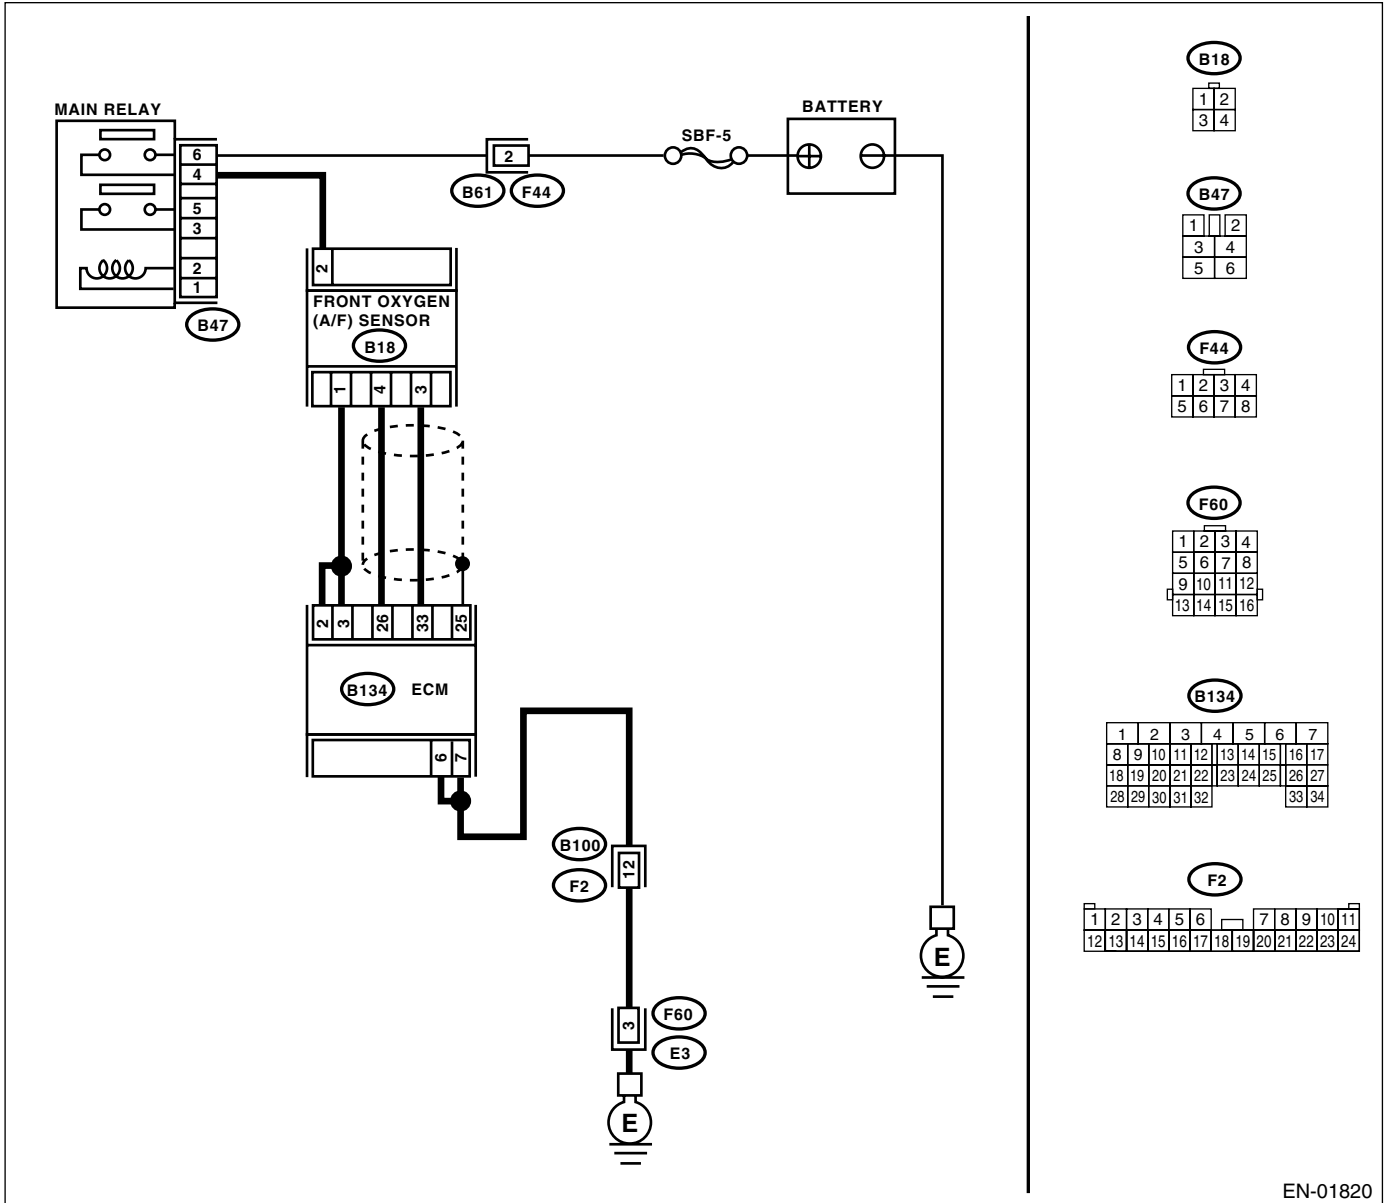 MAIN RELAY
6
4
5
3
2
1
B47
2
B61 F44
SBF-5
BATTERY
2
FRONT OXYGEN
(A/F) SENSOR
B18
1 4 3
2 3 26 33 25
B134 ECM
6 7
B100
12
F2
3
F60
E3
E
E
B18
1 2
3 4
B47
1 2
3 4
5 6
F44
1 2 3 4
5 6 7 8
F60
1 2 3 4
5 6 7 8
9 10 11 12
13 14 15 16
B134
1 2 3 4 5 6 7
8 9 10 11 12 13 14 15 16 17
18 19 20 21 22 23 24 25 26 27
28 29 30 31 32 33 34
F2
1 2 3 4 5 6 7 8 9 10 11
12 13 14 15 16 17 18 19 20 21 22 23 24
EN-01820